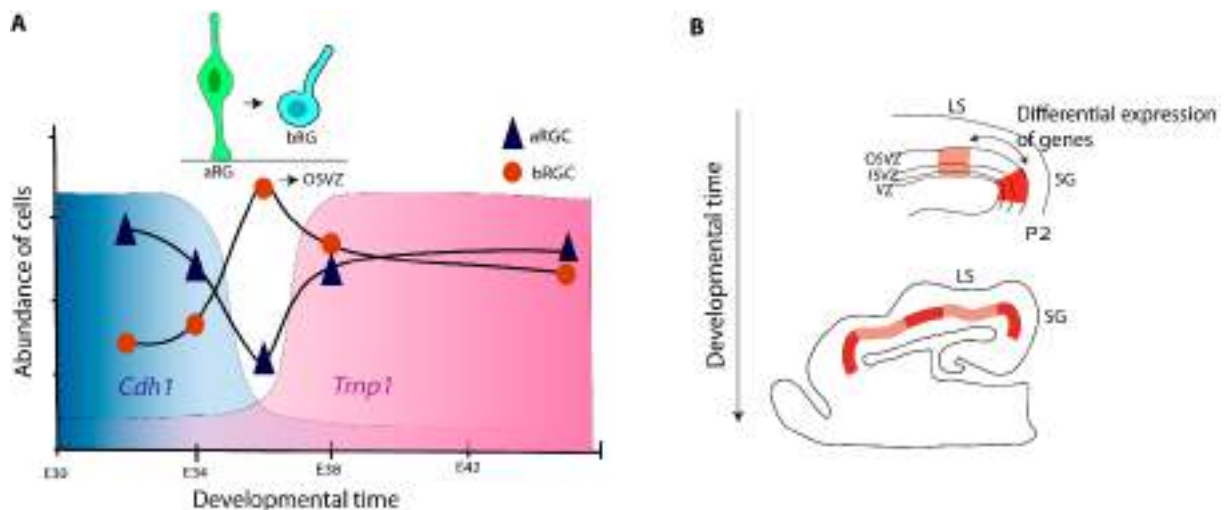 A
bRG
aRG
→ OSVZ
aRGC
bRGC
Abundance of cells
Cdh1
Trnp1
E30
E34
E38
E42
Developmental time
B
Developmental time
LS
Differential expression
of genes
OSVZ
ISVZ
VZ
SG
P2
LS
SG